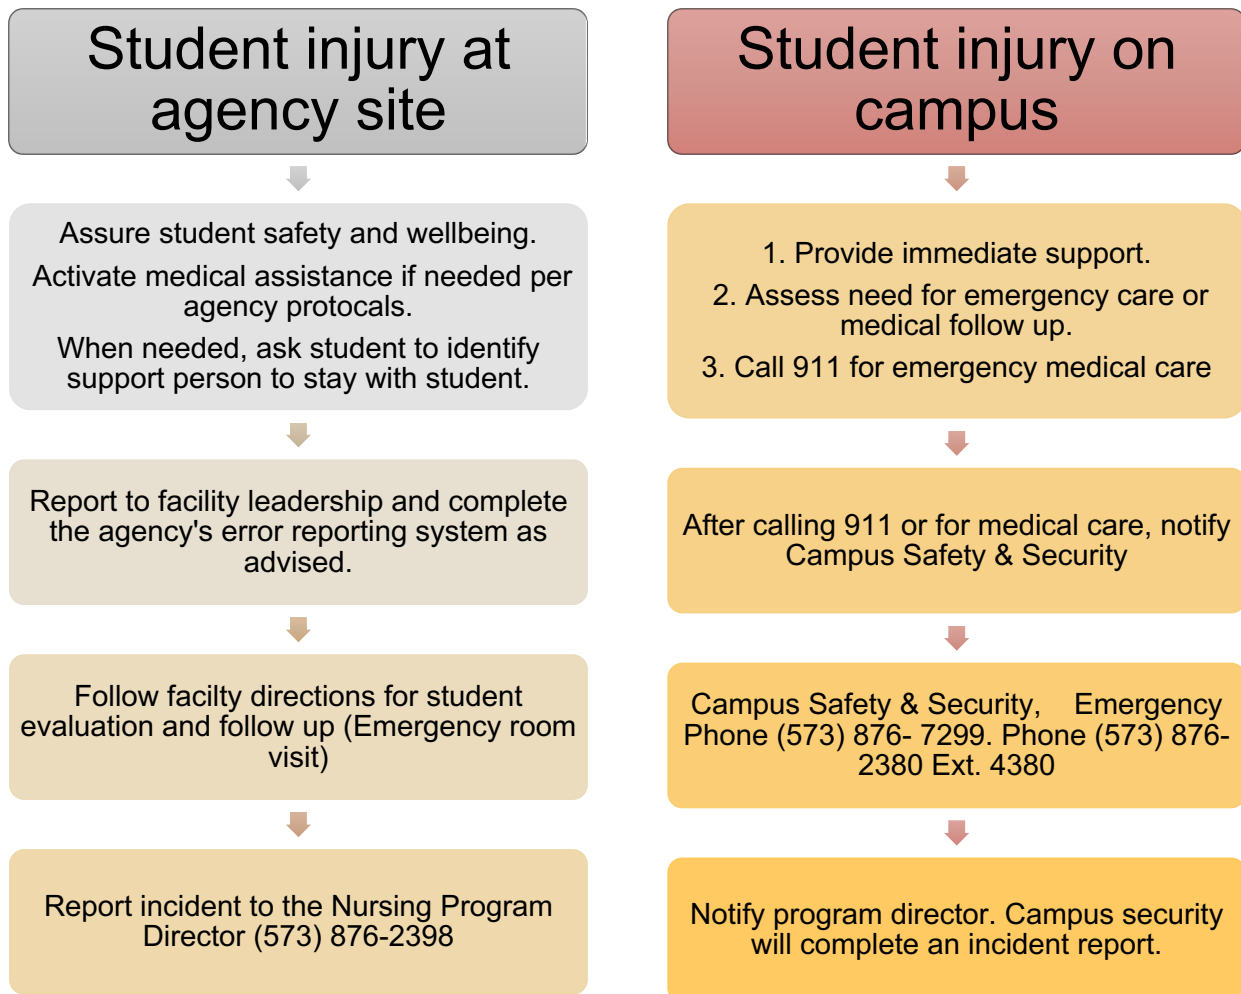 Student injury at
agency site
Assure student safety and wellbeing.
Activate medical assistance if needed per
agency protocals.
When needed, ask student to identify
support person to stay with student.
Report to facility leadership and complete
the agency's error reporting system as
advised.
Follow facilty directions for student
evaluation and follow up (Emergency room
visit)
Report incident to the Nursing Program
Director (573) 876-2398
Student injury on
campus
1. Provide immediate support.
2. Assess need for emergency care or
medical follow up.
3. Call 911 for emergency medical care
After calling 911 or for medical care, notify
Campus Safety & Security
Campus Safety & Security, Emergency
Phone (573) 876- 7299. Phone (573) 876-
2380 Ext. 4380
Notify program director. Campus security
will complete an incident report.